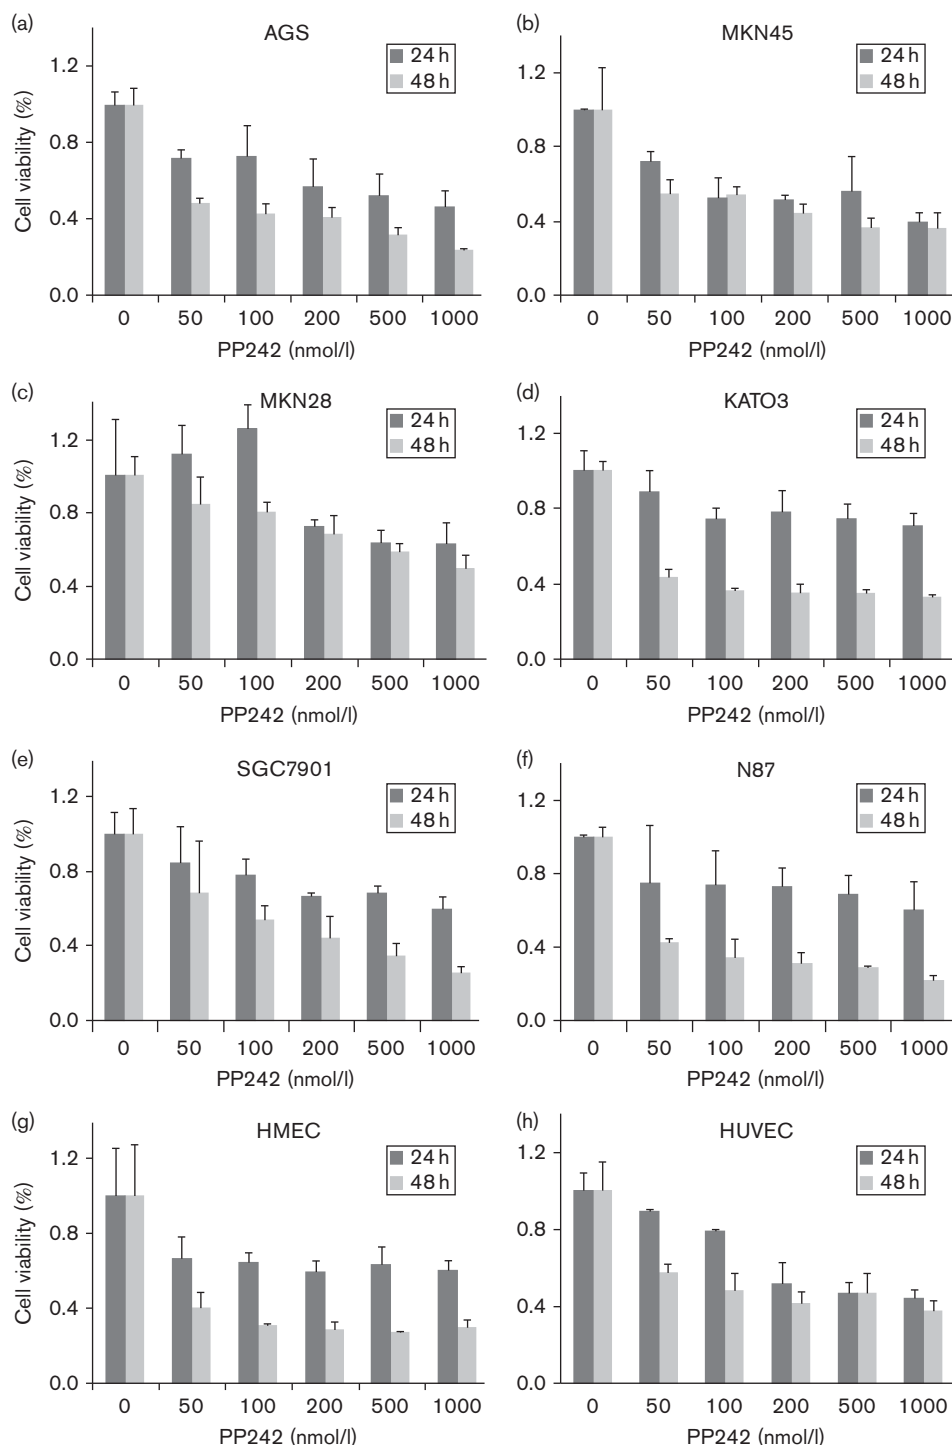 (a)
AGS
24 h
48 h
Cell viability (%)
1.2
0.8
0.4
0.0
0 50 100 200 500 1000
PP242 (nmol/l)
(b)
MKN45
24 h
48 h
Cell viability (%)
1.2
0.8
0.4
0.0
0 50 100 200 500 1000
PP242 (nmol/l)
(c)
MKN28
24 h
48 h
Cell viability (%)
1.2
0.8
0.4
0.0
0 50 100 200 500 1000
PP242 (nmol/l)
(d)
KATO3
24 h
48 h
Cell viability (%)
1.2
0.8
0.4
0.0
0 50 100 200 500 1000
PP242 (nmol/l)
(e)
SGC7901
24 h
48 h
Cell viability (%)
1.2
0.8
0.4
0.0
0 50 100 200 500 1000
PP242 (nmol/l)
(f)
N87
24 h
48 h
Cell viability (%)
1.2
0.8
0.4
0.0
0 50 100 200 500 1000
PP242 (nmol/l)
(g)
HMEC
24 h
48 h
Cell viability (%)
1.2
0.8
0.4
0.0
0 50 100 200 500 1000
PP242 (nmol/l)
(h)
HUVEC
24 h
48 h
Cell viability (%)
1.2
0.8
0.4
0.0
0 50 100 200 500 1000
PP242 (nmol/l)